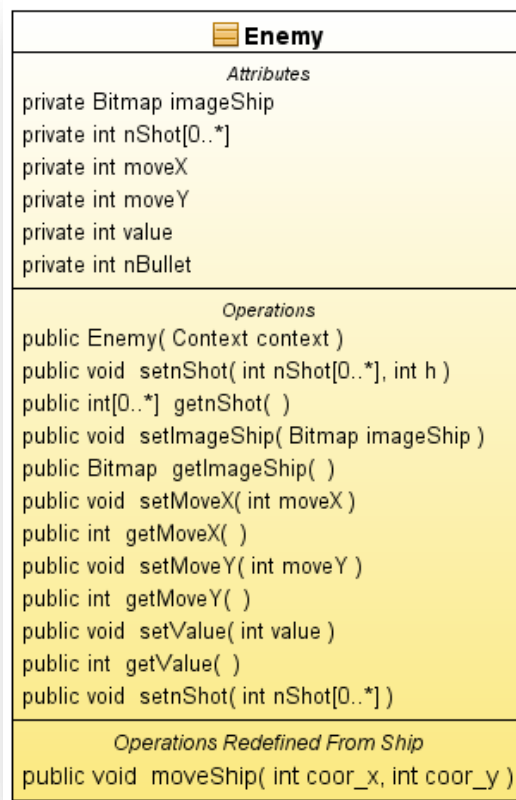 Enemy
Attributes
private Bitmap imageShip
private int nShot[0..*]
private int moveX
private int moveY
private int value
private int nBullet
Operations
public Enemy( Context context )
public void setnShot( int nShot[0..*], int h )
public int[0..*] getnShot( )
public void setImageShip( Bitmap imageShip )
public Bitmap getImageShip( )
public void setMoveX( int moveX )
public int getMoveX( )
public void setMoveY( int moveY )
public int getMoveY( )
public void setValue( int value )
public int getValue( )
public void setnShot( int nShot[0..*] )
Operations Redefined From Ship
public void moveShip( int coor_x, int coor_y )